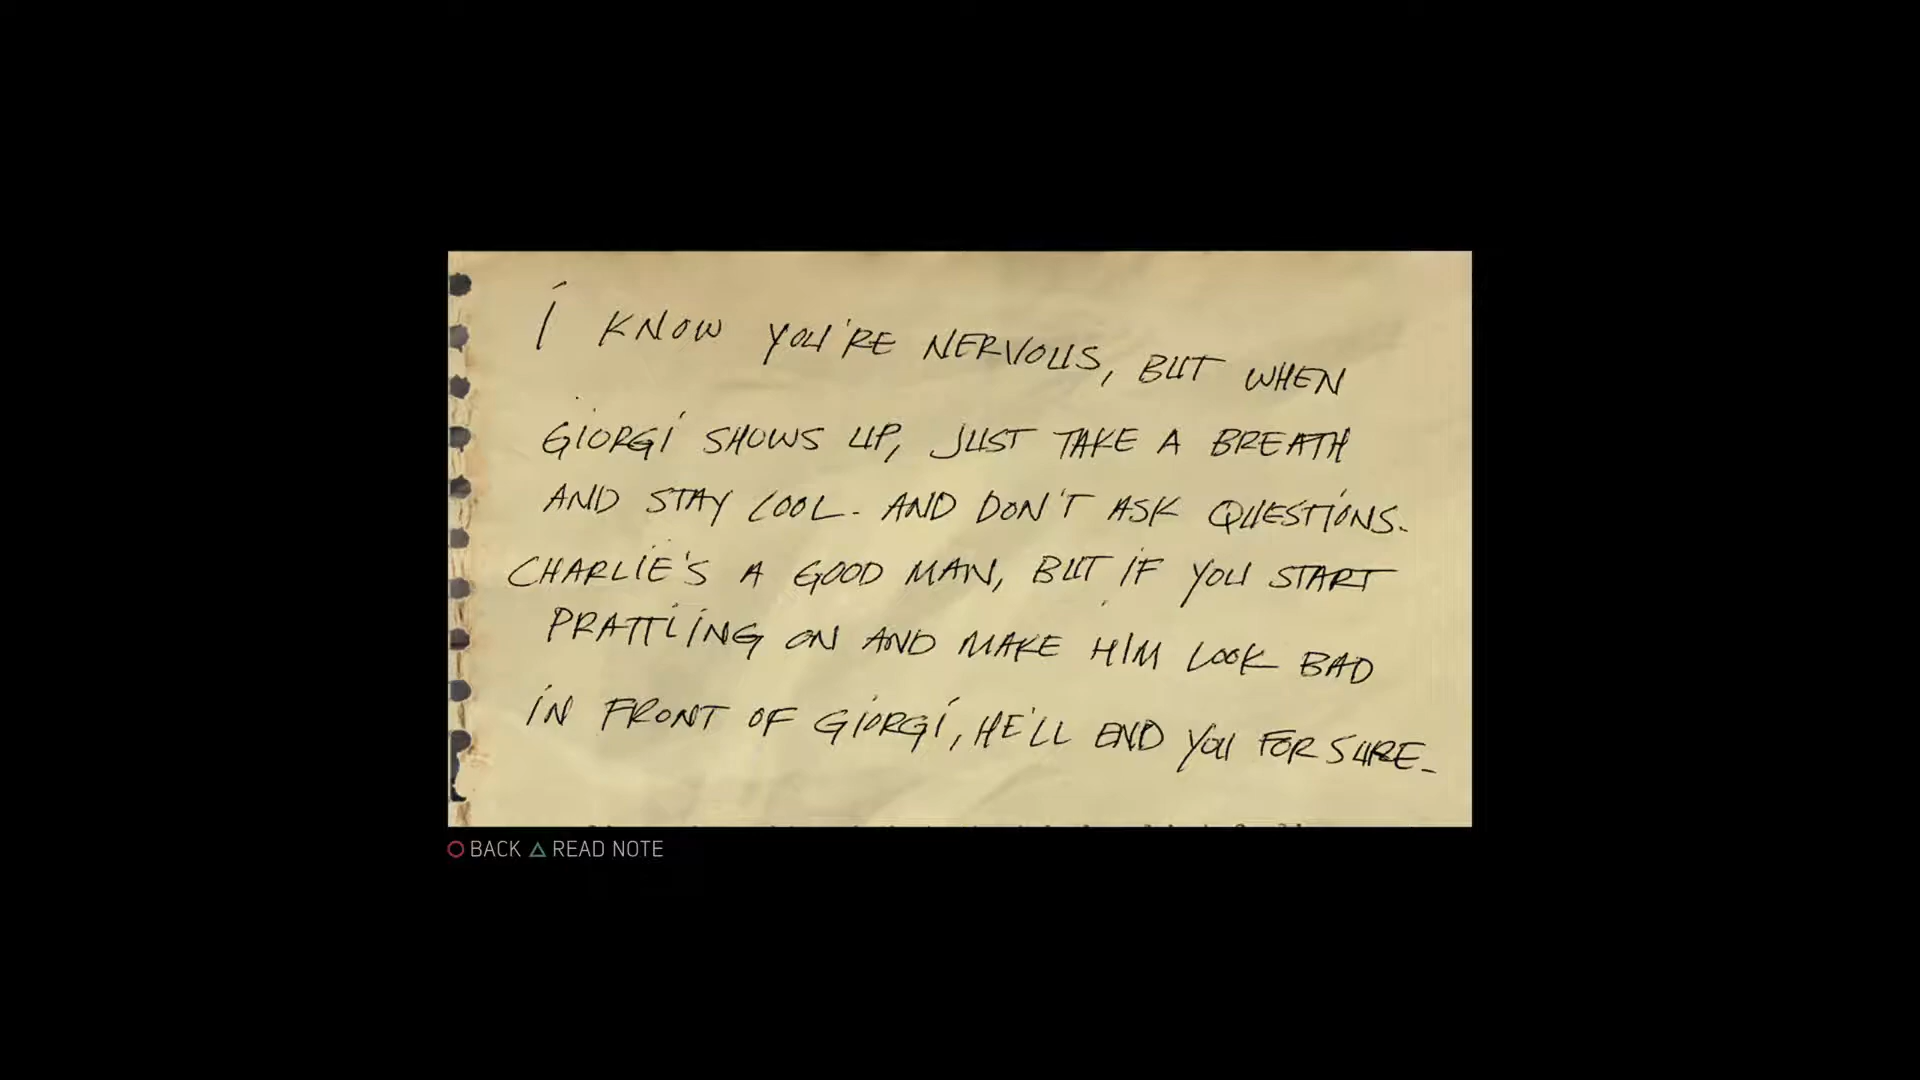 I KNOW YOU'RE NERVOUS, BUT WHEN
GIORGI SHOWS UP, JUST TAKE A BREATH
AND STAY COOL. AND DON'T ASK QUESTIONS.
CHARLIE'S A GOOD MAN, BUT IF YOU START
PRATTLING ON AND MAKE HIM LOOK BAD
IN FRONT OF GIORGI, HE'LL END YOU FOR SURE.
BACK READ NOTE